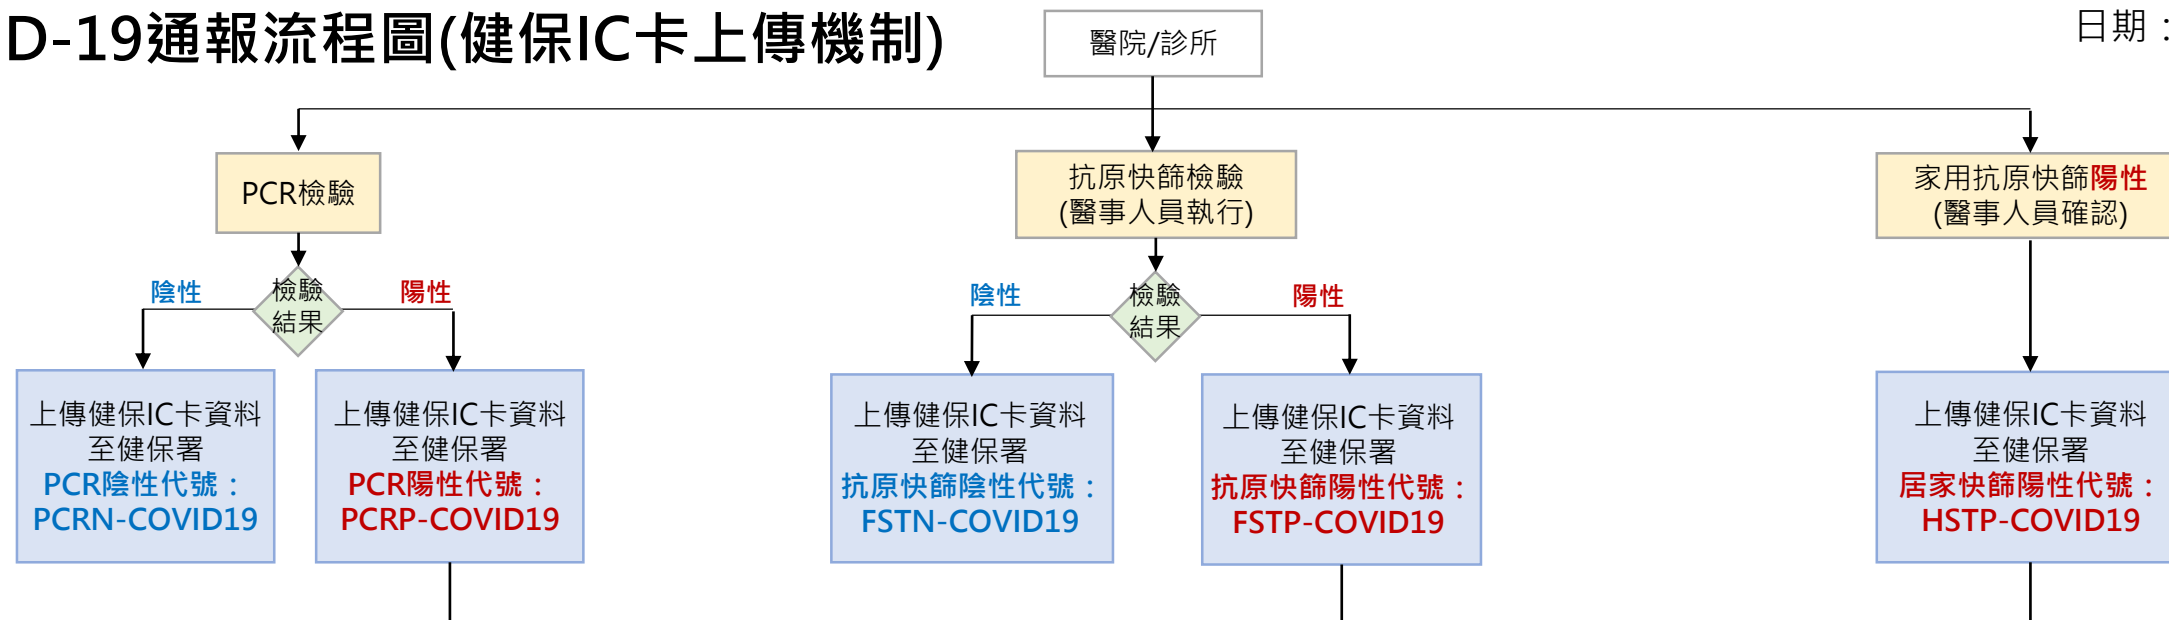 D-19通報流程圖(健保IC卡上傳機制)
日期：
醫院/診所
PCR檢驗
抗原快篩檢驗
(醫事人員執行)
家用抗原快篩陽性
(醫事人員確認)
陰性
檢驗
結果
陽性
陰性
檢驗
結果
陽性
上傳健保IC卡資料
至健保署
PCR陰性代號：
PCRN-COVID19
上傳健保IC卡資料
至健保署
PCR陽性代號：
PCRP-COVID19
上傳健保IC卡資料
至健保署
抗原快篩陰性代號：
FSTN-COVID19
上傳健保IC卡資料
至健保署
抗原快篩陽性代號：
FSTP-COVID19
上傳健保IC卡資料
至健保署
居家快篩陽性代號：
HSTP-COVID19